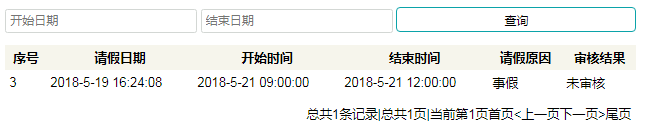 开始日期 结束日期 查询
序号 请假日期 开始时间 结束时间 请假原因 审核结果
3 2018-5-19 16:24:08 2018-5-21 09:00:00 2018-5-21 12:00:00 事假 未审核
总共1条记录|总共1页|当前第1页首页<上一页下一页>尾页